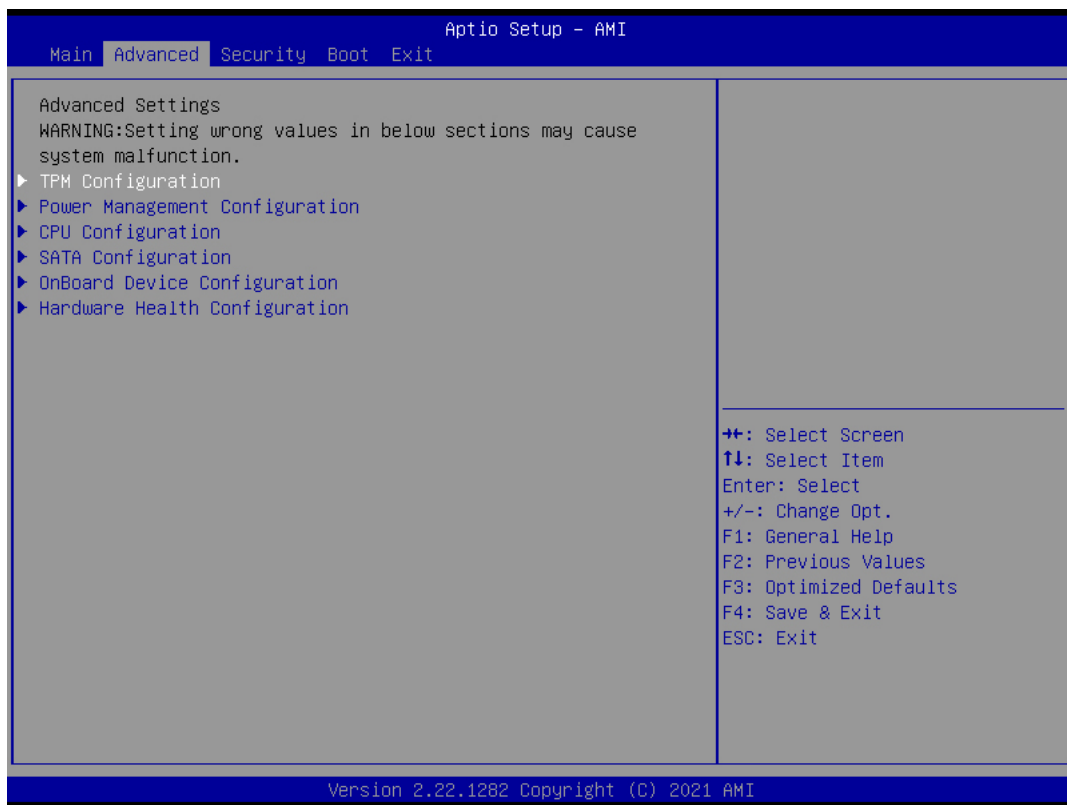 Aptio Setup – AMI
Main Advanced Security Boot Exit
Advanced Settings
WARNING:Setting wrong values in below sections may cause
system malfunction.
▶ TPM Configuration
▶ Power Management Configuration
▶ CPU Configuration
▶ SATA Configuration
▶ OnBoard Device Configuration
▶ Hardware Health Configuration
→←: Select Screen
↑↓: Select Item
Enter: Select
+/-: Change Opt.
F1: General Help
F2: Previous Values
F3: Optimized Defaults
F4: Save & Exit
ESC: Exit
Version 2.22.1282 Copyright (C) 2021 AMI